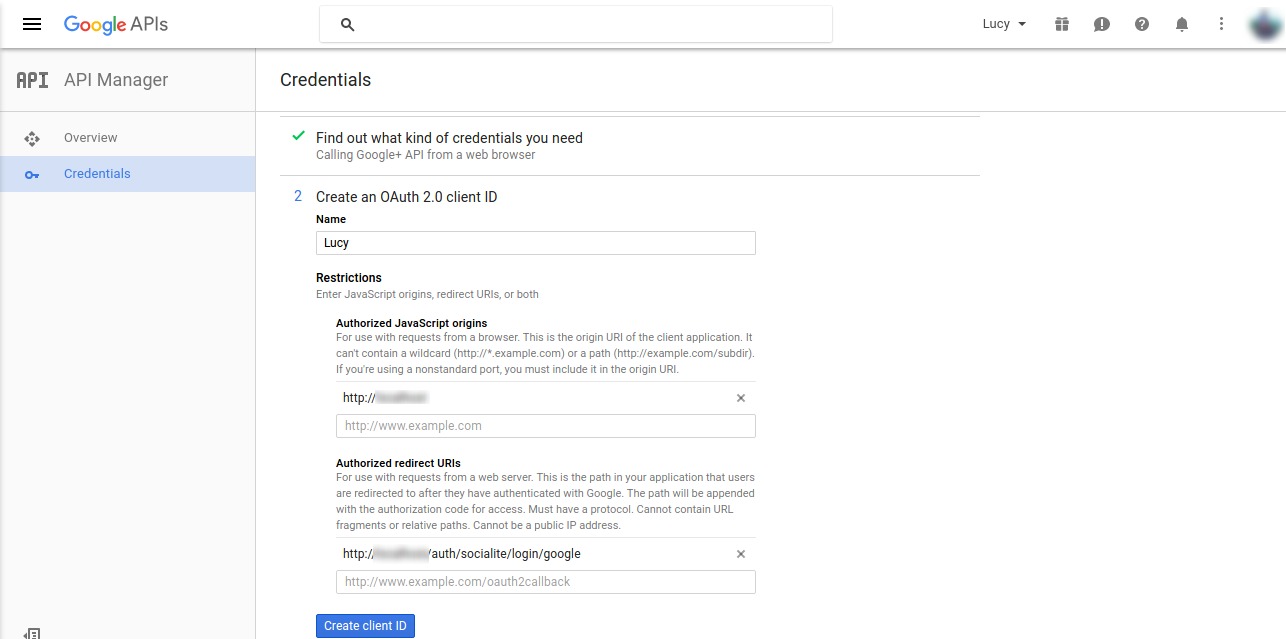 Google APIs
Lucy
API API Manager
Credentials
Overview
Credentials
Find out what kind of credentials you need
Calling Google+ API from a web browser
2 Create an OAuth 2.0 client ID
Name
Lucy
Restrictions
Enter JavaScript origins, redirect URIs, or both
Authorized JavaScript origins
For use with requests from a browser. This is the origin URI of the client application. It
can't contain a wildcard (http://*.example.com) or a path (http://example.com/subdir).
If you're using a nonstandard port, you must include it in the origin URI.
http://
http://www.example.com
Authorized redirect URIs
For use with requests from a web server. This is the path in your application that users
are redirected to after they have authenticated with Google. The path will be appended
with the authorization code for access. Must have a protocol. Cannot contain URL
fragments or relative paths. Cannot be a public IP address.
http:/ /auth/socialite/login/google
http://www.example.com/oauth2callback
Create client ID